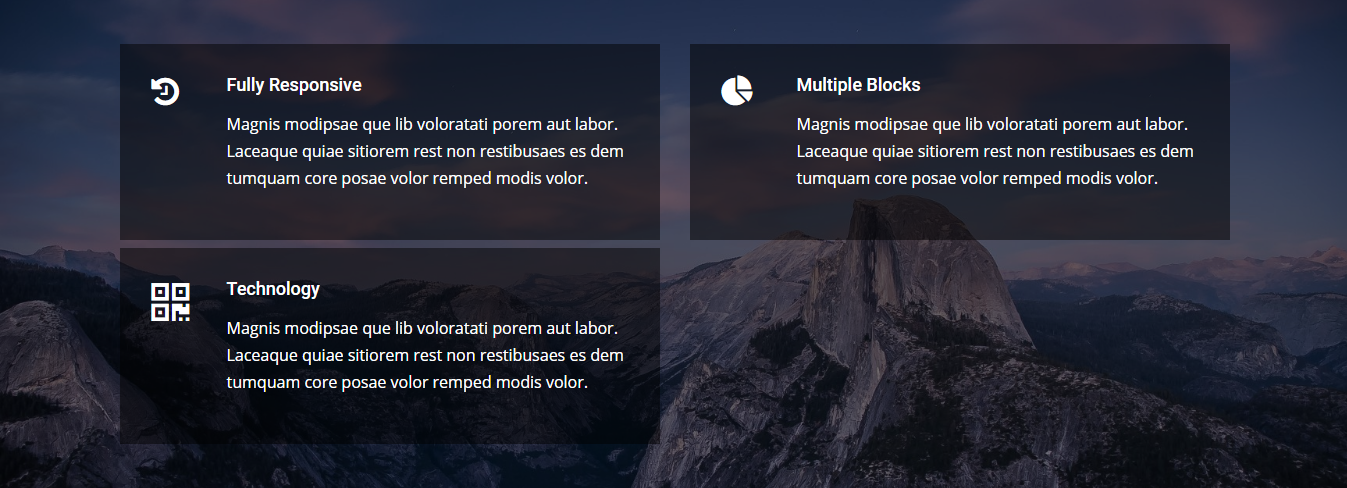 Fully Responsive
Magnis modipsae que lib voloratati porem aut labor.
Laceaque quiae sitiorem rest non restibusaes es dem
tumquam core posae volor remped modis volor.
Multiple Blocks
Magnis modipsae que lib voloratati porem aut labor.
Laceaque quiae sitiorem rest non restibusaes es dem
tumquam core posae volor remped modis volor.
Technology
Magnis modipsae que lib voloratati porem aut labor.
Laceaque quiae sitiorem rest non restibusaes es dem
tumquam core posae volor remped modis volor.